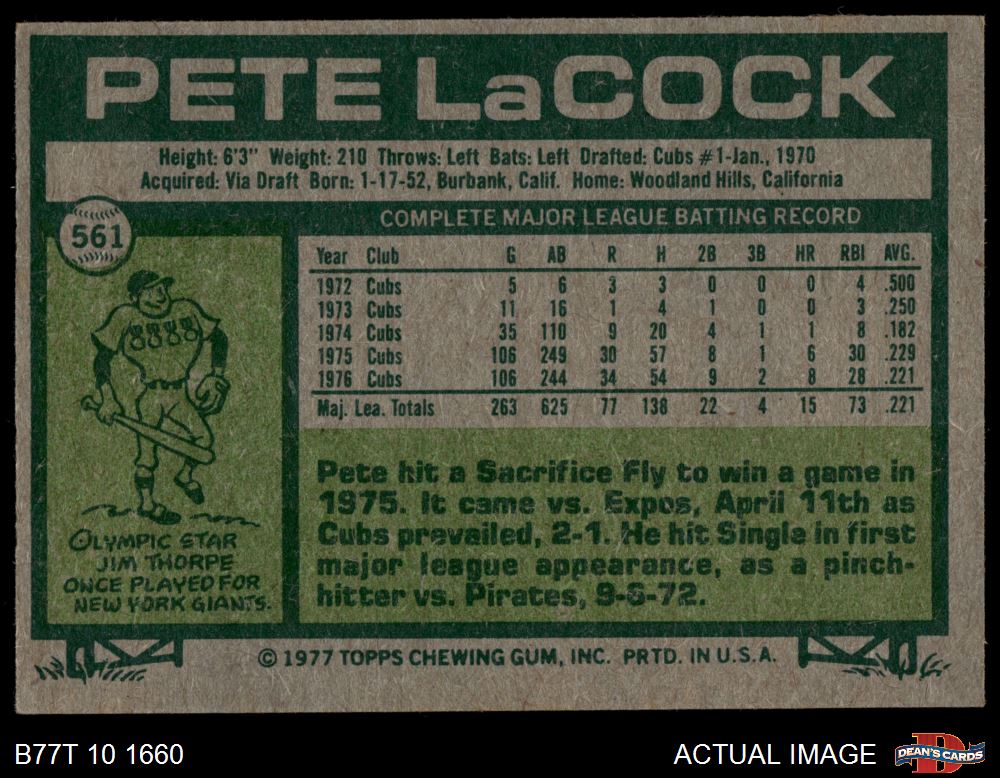 PETE LaCOCK
Height: 6'3" Weight: 210 Throws: Left Bats: Left Drafted: Cubs #1-Jan., 1970
Acquired: Via Draft Born: 1-17-52, Burbank, Calif. Home: Woodland Hills, California
561
COMPLETE MAJOR LEAGUE BATTING RECORD
Year Club G AB R H 2B 3B HR RBI AVG.
1972 Cubs 5 6 3 3 0 0 0 4 .500
1973 Cubs 11 16 1 4 1 0 0 3 .250
1974 Cubs 35 110 9 20 4 1 1 8 .182
1975 Cubs 106 249 30 57 8 1 6 30 .229
1976 Cubs 106 244 34 54 9 2 8 28 .221
Maj. Lea. Totals 263 625 77 138 22 4 15 73 .221
OLYMPIC STAR
JIM THORPE
ONCE PLAYED FOR
NEW YORK GIANTS.
Pete hit a Sacrifice Fly to win a game in
1975. It came vs. Expos, April 11th as
Cubs prevailed, 2-1. He hit Single in first
major league appearance, as a pinch-
hitter vs. Pirates, 9-6-72.
© 1977 TOPPS CHEWING GUM, INC. PRTD. IN U.S.A.
B77T 10 1660
ACTUAL IMAGE
DEAN'S CARDS